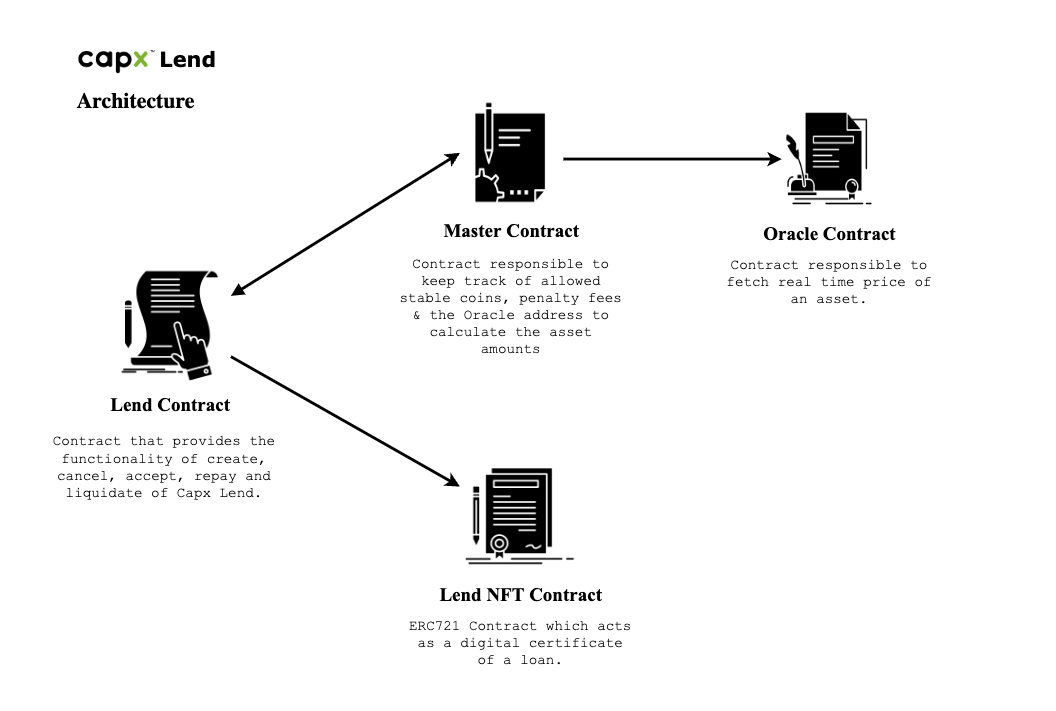 capx™ Lend
Architecture
Master Contract
Contract responsible to
keep track of allowed
stable coins, penalty fees
& the Oracle address to
calculate the asset
amounts
Oracle Contract
Contract responsible to
fetch real time price of
an asset.
Lend Contract
Contract that provides the
functionality of create,
cancel, accept, repay and
liquidate of Capx Lend.
Lend NFT Contract
ERC721 Contract which acts
as a digital certificate
of a loan.